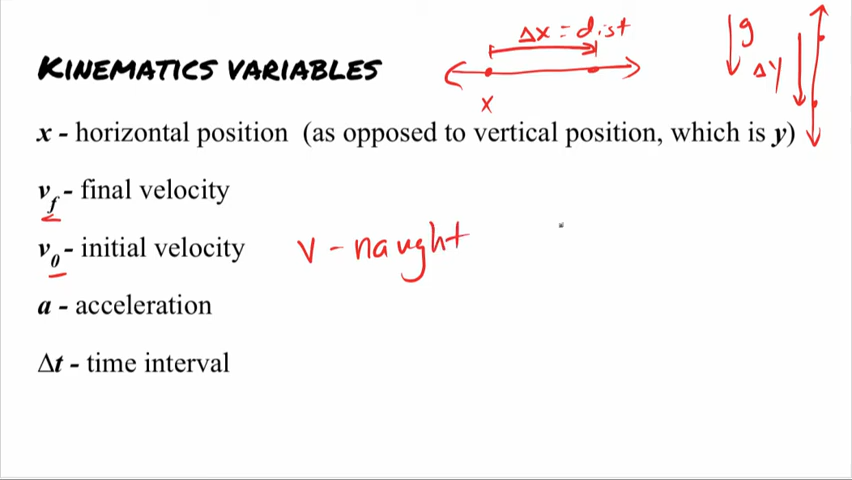 Δx = dist
g
Δy
KINEMATICS VARIABLES
x
x - horizontal position (as opposed to vertical position, which is y)
vf - final velocity
v0 - initial velocity
v - naught
a - acceleration
Δt - time interval